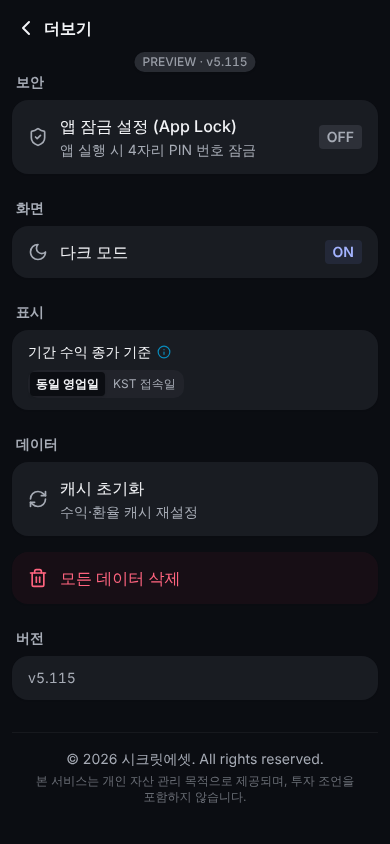 더보기
PREVIEW · v5.115
보안
앱 잠금 설정 (App Lock)
앱 실행 시 4자리 PIN 번호 잠금
OFF
화면
다크 모드
ON
표시
기간 수익 종가 기준
동일 영업일 KST 접속일
데이터
캐시 초기화
수익·환율 캐시 재설정
모든 데이터 삭제
버전
v5.115
© 2026 시크릿에셋. All rights reserved.
본 서비스는 개인 자산 관리 목적으로 제공되며, 투자 조언을
포함하지 않습니다.